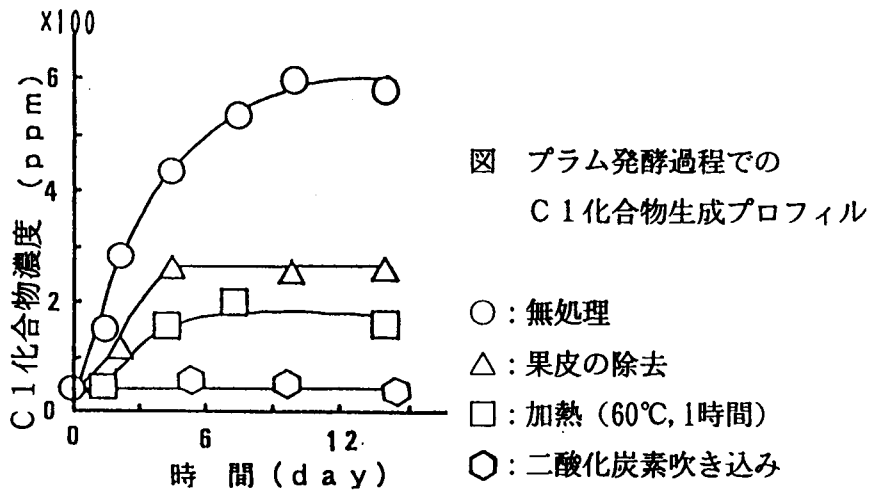 ×100
6
4
2
0
C1化合物濃度 (ppm)
0 6 12
時 間(day)
図 プラム発酵過程での
C1化合物生成プロフィル
○:無処理
△:果皮の除去
□:加熱(60℃,1時間)
⬡:二酸化炭素吹き込み